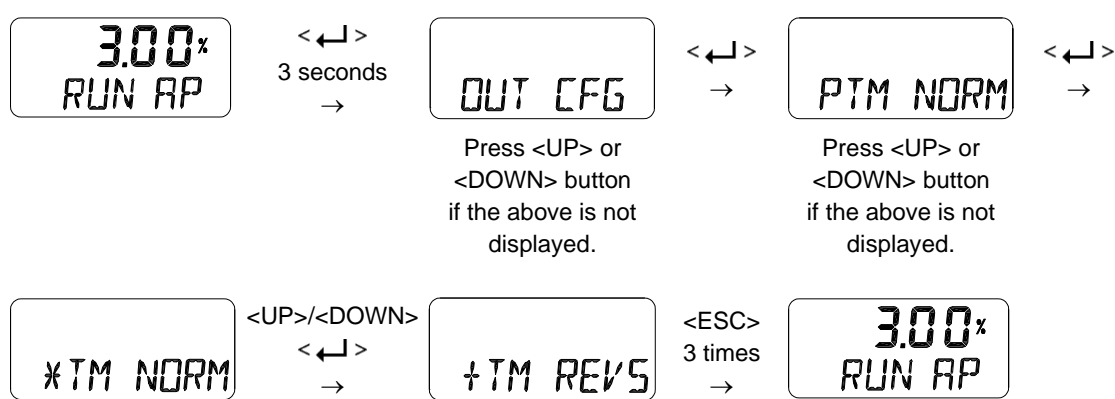 3.00%
RUN AP
< ↵ >
3 seconds
→
OUT CFG
Press <UP> or
<DOWN> button
if the above is not
displayed.
< ↵ >
→
PTM NORM
Press <UP> or
<DOWN> button
if the above is not
displayed.
< ↵ >
→
*TM NORM
<UP>/<DOWN>
< ↵ >
→
+TM REVS
<ESC>
3 times
→
3.00%
RUN AP